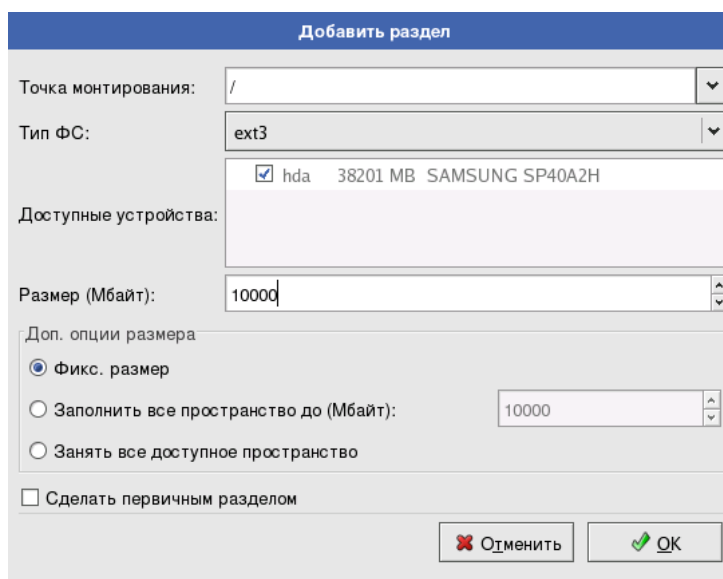 Добавить раздел
Точка монтирования: /
Тип ФС: ext3
hda 38201 MB SAMSUNG SP40A2H
Доступные устройства:
Размер (Мбайт): 10000
Доп. опции размера
Фикс. размер
Заполнить все пространство до (Мбайт): 10000
Занять все доступное пространство
Сделать первичным разделом
Отменить OK